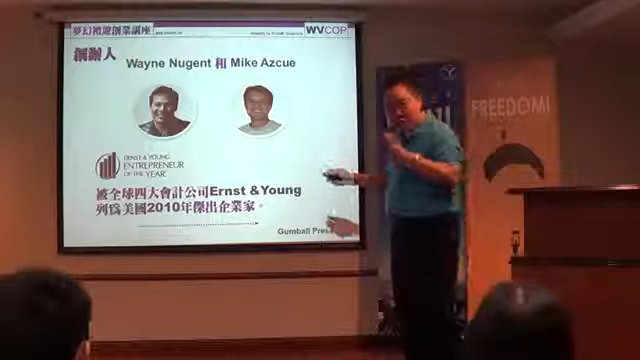 夢幻禮遊創業講座
WVCOP
創辦人
Wayne Nugent 和 Mike Azcue
ERNST & YOUNG
ENTREPRENEUR
OF THE YEAR
被全球四大會計公司Ernst &Young
列為美國2010年傑出企業家。
Gumball
FREEDOM!